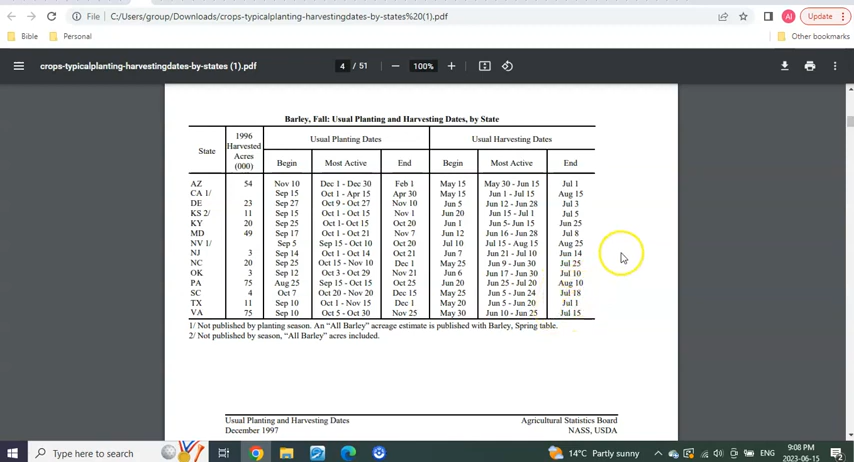 File | C:/Users/group/Downloads/crops-typicalplanting-harvestingdates-by-states%20(1).pdf AI Update
Bible Personal Other bookmarks
crops-typicalplanting-harvestingdates-by-states (1).pdf 4 / 51 100%
Barley, Fall: Usual Planting and Harvesting Dates, by State
State 1996 Harvested Acres (000) Usual Planting Dates Usual Harvesting Dates
Begin Most Active End Begin Most Active End
AZ 54 Nov 10 Dec 1 - Dec 30 Feb 1 May 15 May 30 - Jun 15 Jul 1
CA 1/ Sep 15 Oct 1 - Apr 15 Apr 30 May 15 Jun 1 - Jul 15 Aug 15
DE 23 Sep 27 Oct 9 - Oct 27 Nov 10 Jun 5 Jun 12 - Jun 28 Jul 3
KS 2/ 11 Sep 15 Oct 1 - Oct 15 Nov 1 Jun 20 Jun 15 - Jul 1 Jul 5
KY 20 Sep 25 Oct 1 - Oct 15 Oct 20 Jun 1 Jun 5- Jun 15 Jun 25
MD 49 Sep 17 Oct 1 - Oct 21 Nov 7 Jun 12 Jun 16 - Jun 28 Jul 8
NV 1/ Sep 5 Sep 15 - Oct 10 Oct 20 Jul 10 Jul 15 - Aug 15 Aug 25
NJ 3 Sep 14 Oct 1 - Oct 14 Oct 21 Jun 7 Jun 21 - Jul 10 Jun 14
NC 20 Sep 25 Oct 15 - Nov 10 Dec 1 May 25 Jun 9 - Jun 30 Jul 25
OK 3 Sep 12 Oct 3 - Oct 29 Nov 21 Jun 6 Jun 17 - Jun 30 Jul 10
PA 75 Aug 25 Sep 15 - Oct 15 Oct 25 Jun 20 Jun 25 - Jul 20 Aug 10
SC 4 Oct 7 Oct 20 - Nov 20 Dec 15 May 25 Jun 5 - Jun 24 Jul 18
TX 11 Sep 10 Oct 1 - Nov 15 Dec 1 May 20 Jun 5 - Jun 20 Jul 1
VA 75 Sep 10 Oct 5 - Oct 30 Nov 25 May 30 Jun 10 - Jun 25 Jul 15
1/ Not published by planting season. An “All Barley” acreage estimate is published with Barley, Spring table.
2/ Not published by season, “All Barley” acres included.
Usual Planting and Harvesting Dates Agricultural Statistics Board
December 1997 NASS, USDA
Type here to search 14°C Partly sunny ENG 9:08 PM
2023-06-15 2